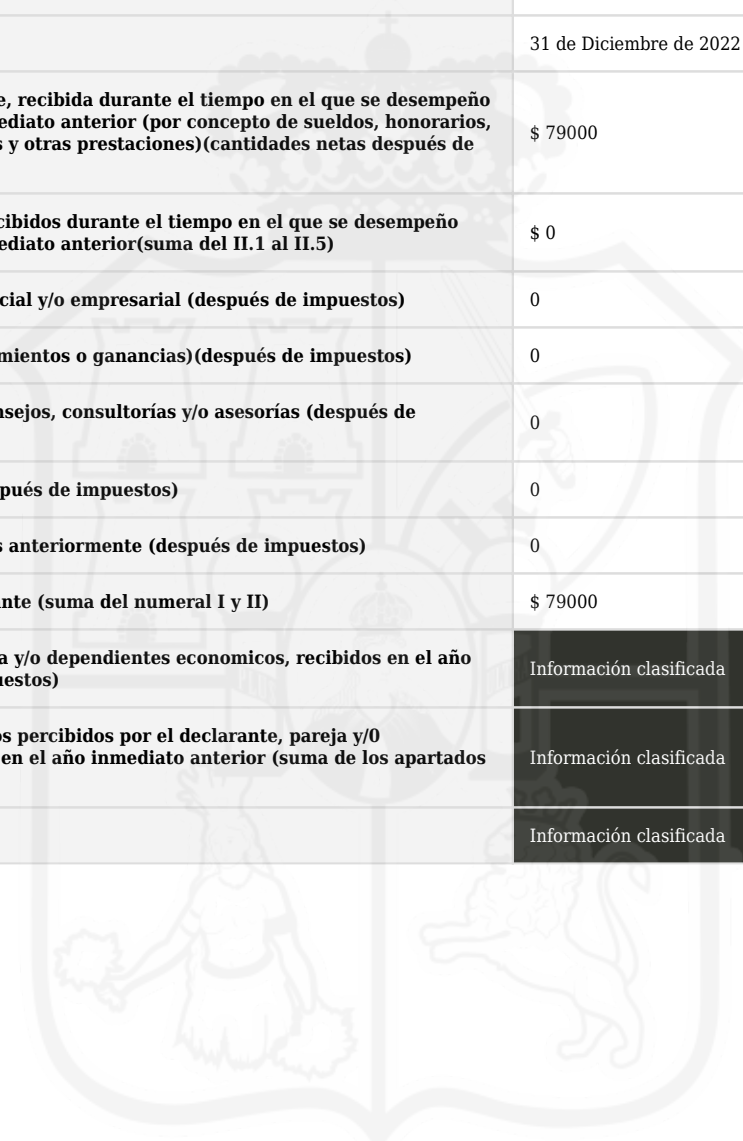 31 de Diciembre de 2022
e, recibida durante el tiempo en el que se desempeño
ediato anterior (por concepto de sueldos, honorarios,
s y otras prestaciones)(cantidades netas después de
$ 79000
cibidos durante el tiempo en el que se desempeño
ediato anterior(suma del II.1 al II.5)
$ 0
cial y/o empresarial (después de impuestos)
0
mientos o ganancias)(después de impuestos)
0
nsejos, consultorías y/o asesorías (después de
0
pués de impuestos)
0
s anteriormente (después de impuestos)
0
nte (suma del numeral I y II)
$ 79000
a y/o dependientes economicos, recibidos en el año
uestos)
Información clasificada
os percibidos por el declarante, pareja y/0
en el año inmediato anterior (suma de los apartados
Información clasificada
Información clasificada